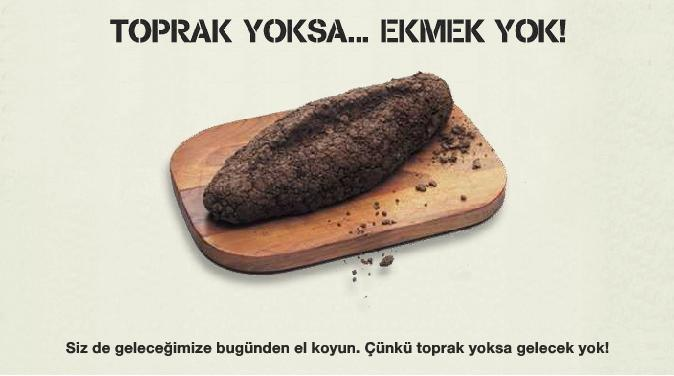 TOPRAK YOKSA... EKMEK YOK!
Siz de geleceğimize bugünden el koyun. Çünkü toprak yoksa gelecek yok!